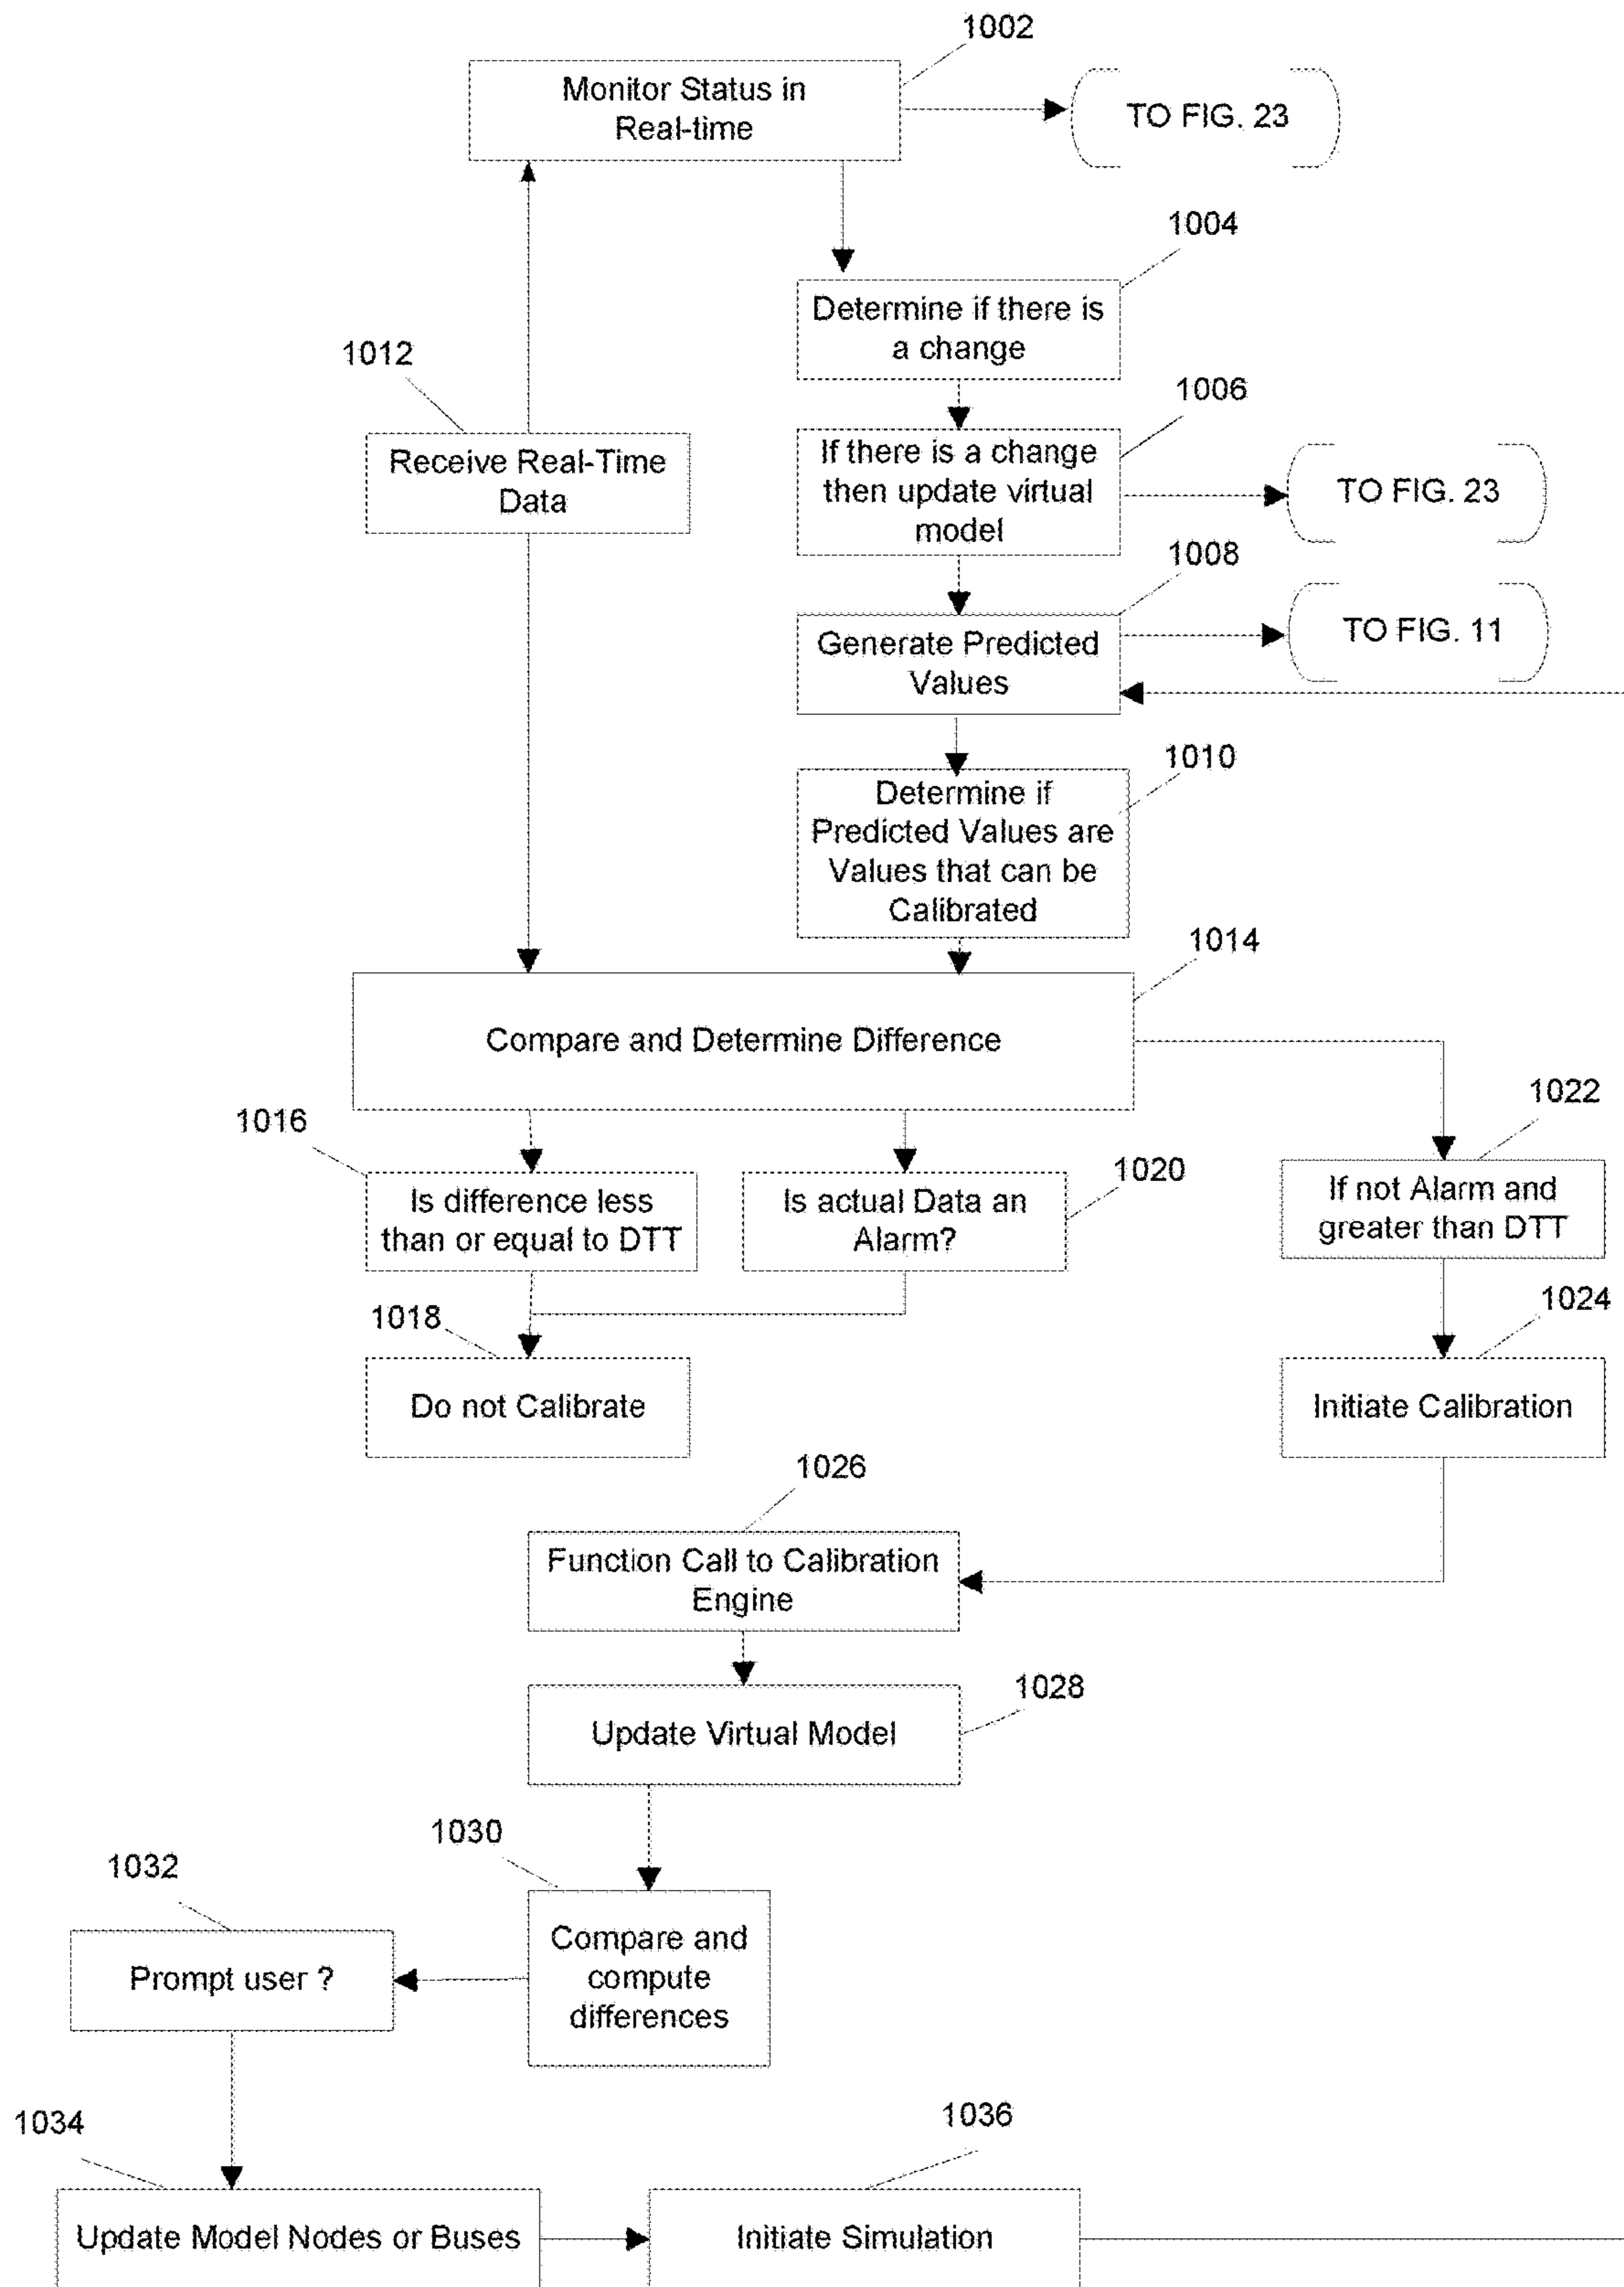 1002
Monitor Status in
Real-time
TO FIG. 23
1004
Determine if there is
a change
1012
Receive Real-Time
Data
1006
If there is a change
then update virtual
model
TO FIG. 23
1008
Generate Predicted
Values
TO FIG. 11
1010
Determine if
Predicted Values are
Values that can be
Calibrated
1014
Compare and Determine Difference
1016
Is difference less
than or equal to DTT
Is actual Data an
Alarm?
1020
1022
If not Alarm and
greater than DTT
1018
Do not Calibrate
1024
Initiate Calibration
1026
Function Call to Calibration
Engine
1028
Update Virtual Model
1030
Compare and
compute
differences
1032
Prompt user ?
1034
Update Model Nodes or Buses
1036
Initiate Simulation